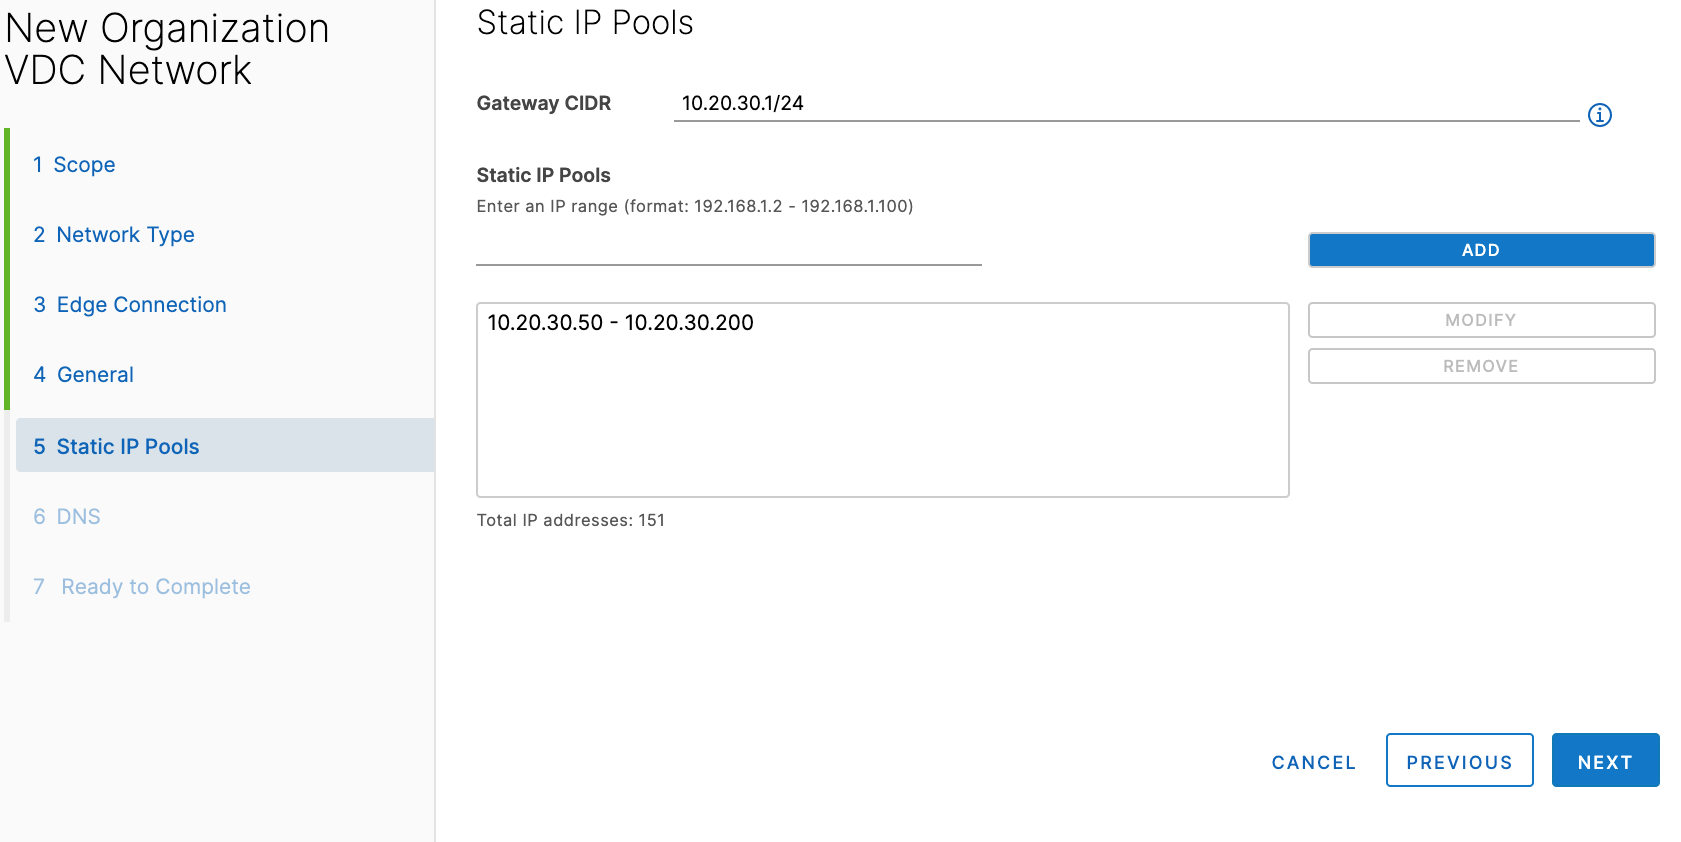 New Organization
VDC Network
1 Scope
2 Network Type
3 Edge Connection
4 General
5 Static IP Pools
6 DNS
7 Ready to Complete
Static IP Pools
Gateway CIDR 10.20.30.1/24
Static IP Pools
Enter an IP range (format: 192.168.1.2 - 192.168.1.100)
ADD
10.20.30.50 - 10.20.30.200
MODIFY
REMOVE
Total IP addresses: 151
CANCEL PREVIOUS NEXT